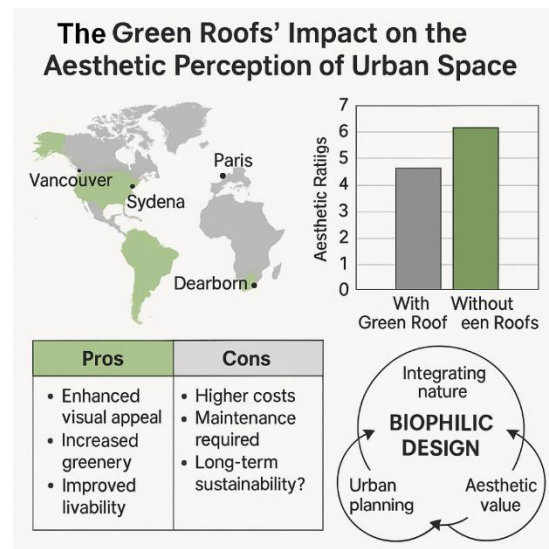 The Green Roofs' Impact on the
Aesthetic Perception of Urban Space
Vancouver
Sydena
Paris
Dearborn
Aesthetic Ratiigs
7
6
5
4
3
2
1
0
With
Green Roof
Without
een Roofs
Pros
• Enhanced
visual appeal
• Increased
greenery
• Improved
livability
Cons
• Higher costs
• Maintenance
required
• Long-term
sustainability?
Integrating
nature
BIOPHILIC
DESIGN
Urban
planning
Aesthetic
value